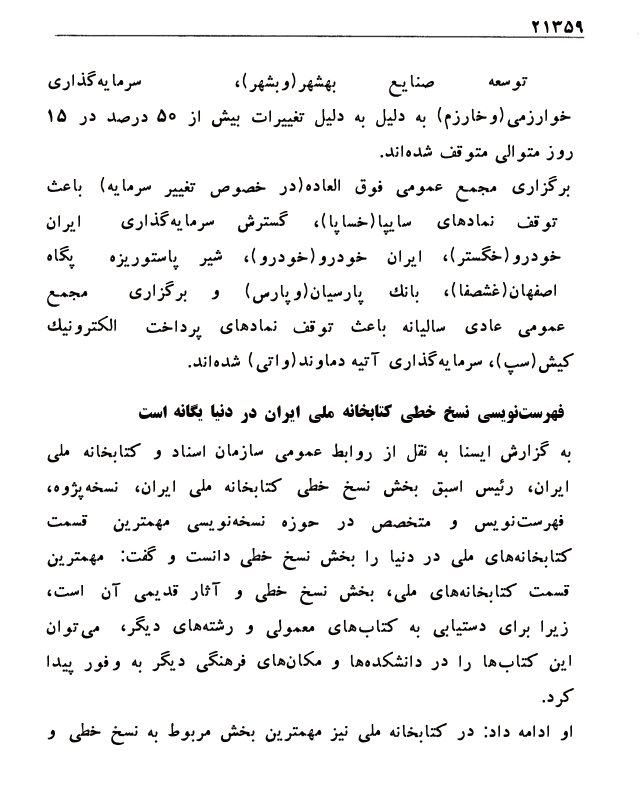 ۲۱۳۵۹
توسعه صنایع بهشهر(وبشهر)، سرمایه‌گذاری
خوارزمی(وخارزم) به دلیل به دلیل تغییرات بیش از ۵۰ درصد در ۱۵
روز متوالی متوقف شده‌اند.
برگزاری مجمع عمومی فوق العاده(در خصوص تغییر سرمایه) باعث
توقف نمادهای سایپا(خساپا)، گسترش سرمایه‌گذاری ایران
خودرو(خگستر)، ایران خودرو(خودرو)، شیر پاستوریزه پگاه
اصفهان(غشصفا)، بانك پارسیان(وپارس) و برگزاری مجمع
عمومی عادی سالیانه باعث توقف نمادهای پرداخت الکترونیك
کیش(سپ)، سرمایه‌گذاری آتیه دماوند(واتی) شده‌اند.
فهرست‌نویسی نسخ خطی کتابخانه ملی ایران در دنیا یگانه است
به گزارش ایسنا به نقل از روابط عمومی سازمان اسناد و کتابخانه ملی
ایران، رئیس اسبق بخش نسخ خطی کتابخانه ملی ایران، نسخه‌پژوه،
فهرست‌نویس و متخصص در حوزه نسخه‌نویسی مهمترین قسمت
کتابخانه‌های ملی در دنیا را بخش نسخ خطی دانست و گفت: مهمترین
قسمت کتابخانه‌های ملی، بخش نسخ خطی و آثار قدیمی آن است،
زیرا برای دستیابی به کتاب‌های معمولی و رشته‌های دیگر، می‌توان
این کتاب‌ها را در دانشکده‌ها و مکان‌های فرهنگی دیگر به وفور پیدا
کرد.
او ادامه داد: در کتابخانه ملی نیز مهمترین بخش مربوط به نسخ خطی و